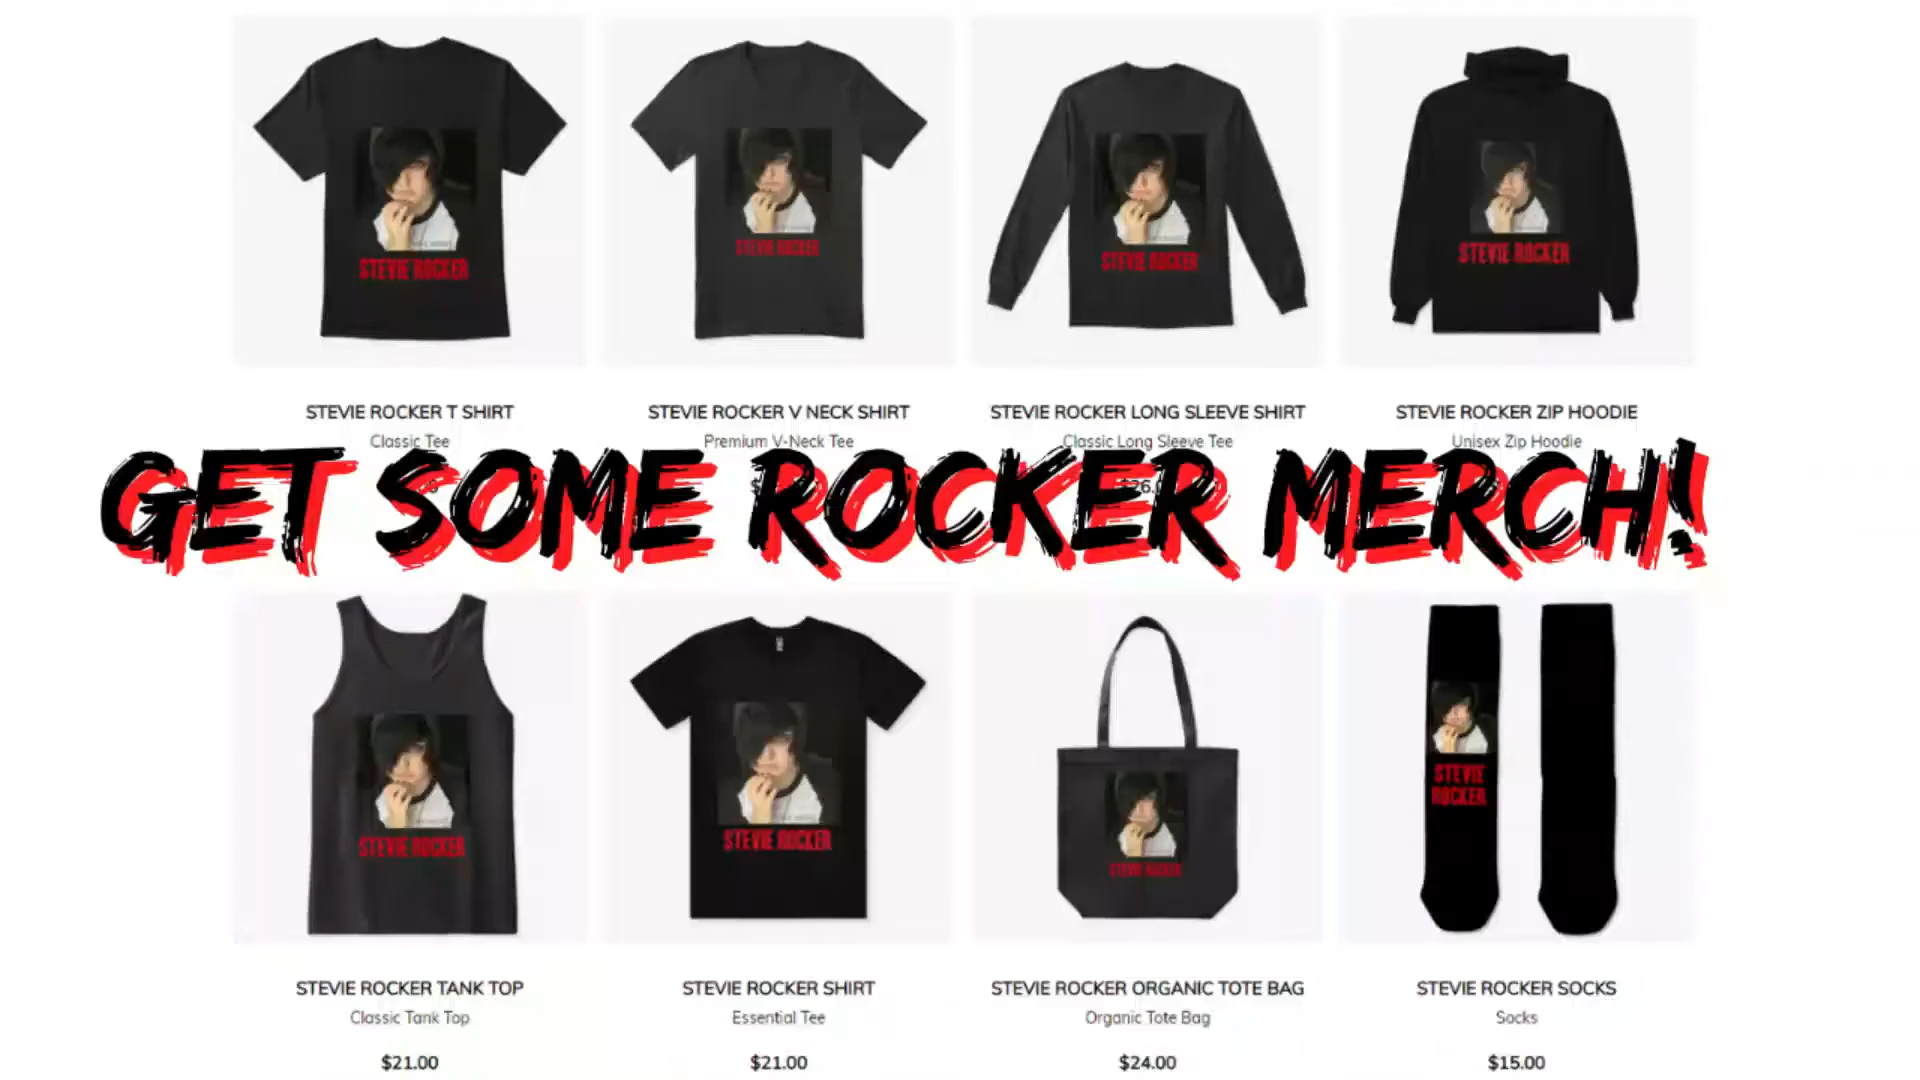 STEVIE ROCKER
STEVIE ROCKER
STEVIE ROCKER
STEVIE ROCKER
STEVIE ROCKER T SHIRT
STEVIE ROCKER V NECK SHIRT
STEVIE ROCKER LONG SLEEVE SHIRT
STEVIE ROCKER ZIP HOODIE
Classic Tee
Premium V-Neck Tee
Classic Long Sleeve Tee
Unisex Zip Hoodie
GET SOME ROCKER MERCH!
STEVIE ROCKER
STEVIE ROCKER
STEVIE ROCKER
STEVIE
ROCKER
STEVIE ROCKER TANK TOP
STEVIE ROCKER SHIRT
STEVIE ROCKER ORGANIC TOTE BAG
STEVIE ROCKER SOCKS
Classic Tank Top
Essential Tee
Organic Tote Bag
Socks
$21.00
$21.00
$24.00
$15.00